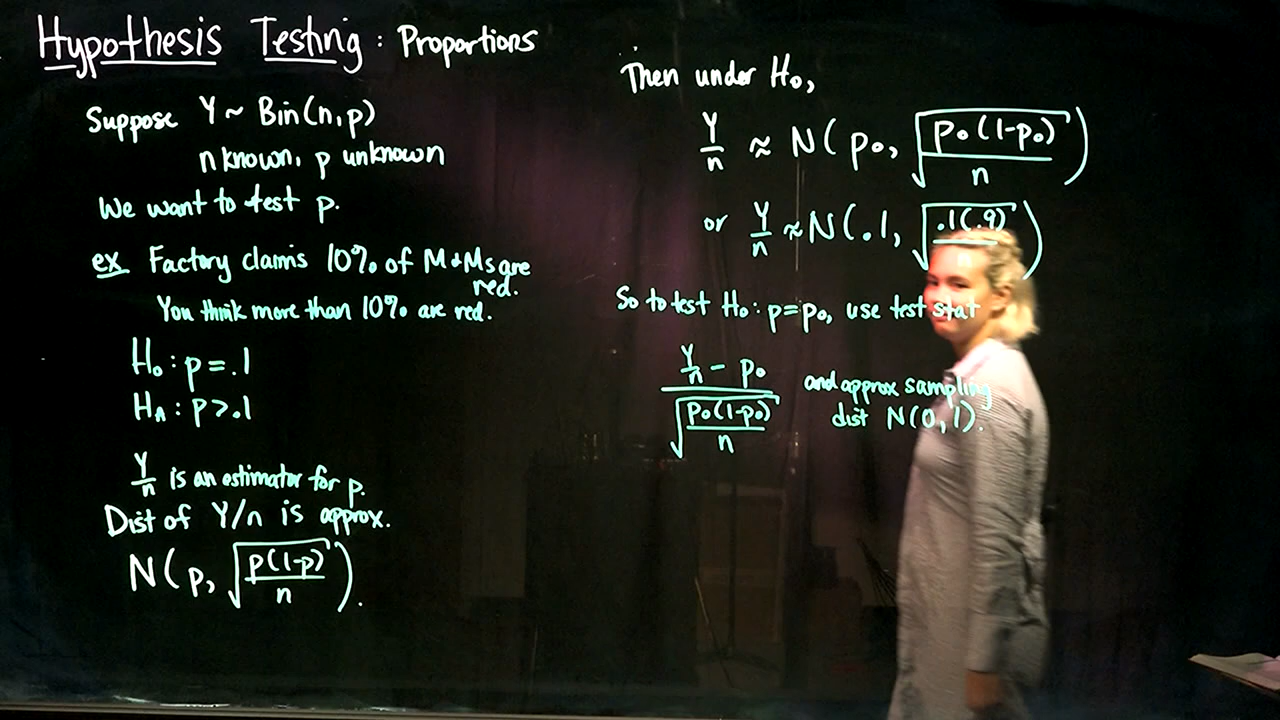 Hypothesis Testing: Proportions
Suppose Y ~ Bin(n, p)
n known, p unknown
We want to test p.
ex Factory claims 10% of M&Ms are
red.
You think more than 10% are red.
H₀: p = .1
Hₐ: p > .1
Y/n is an estimator for p.
Dist of Y/n is approx.
N(p, √(p(1-p)/n)).
Then under H₀,
Y/n ≈ N(p₀, √(p₀(1-p₀)/n))
or Y/n ≈ N(.1, √(.1(.9)
So to test H₀: p = p₀, use test stat
(Y/n - p₀)/√(p₀(1-p₀)/n) and approx sampling
dist N(0,1).